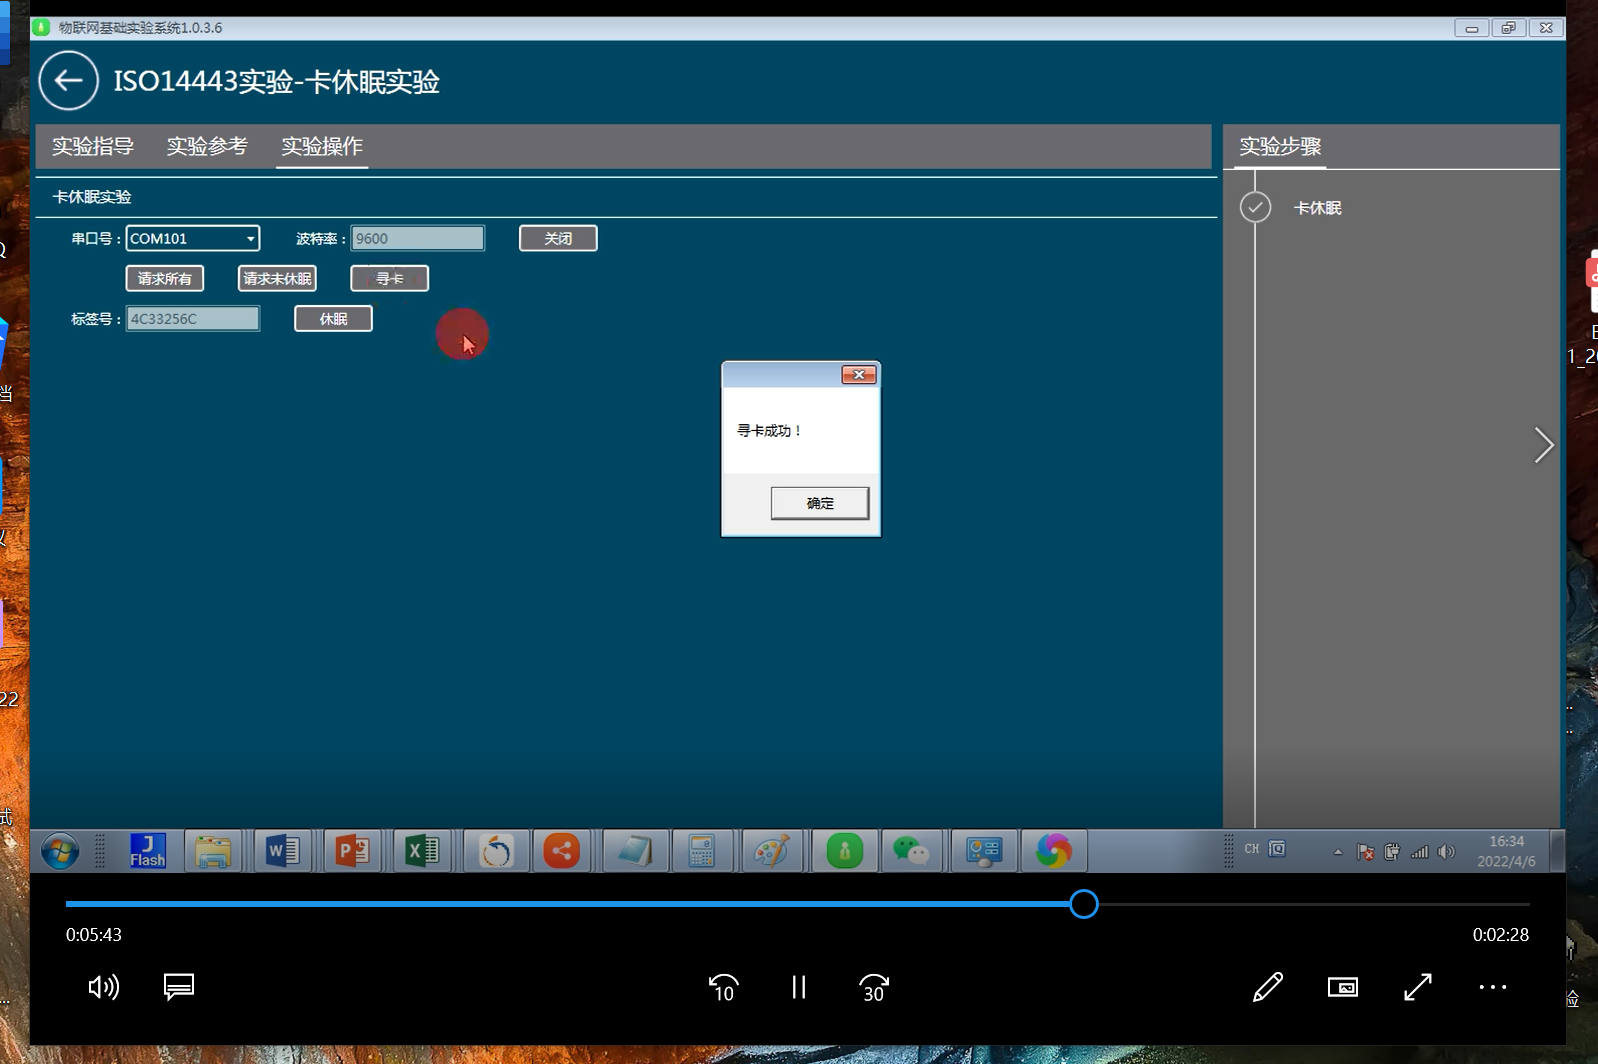 物联网基础实验系统1.0.3.6
ISO14443实验-卡休眠实验
实验指导 实验参考 实验操作
实验步骤
卡休眠实验
卡休眠
串口号： COM101 波特率： 9600 关闭
请求所有 请求未休眠 寻卡
标签号： 4C33256C 休眠
寻卡成功！
确定
J
Flash
W
P
X
CH
16:34
2022/4/6
0:05:43
0:02:28
10
30
Q
档
22
试
...
1_20
验